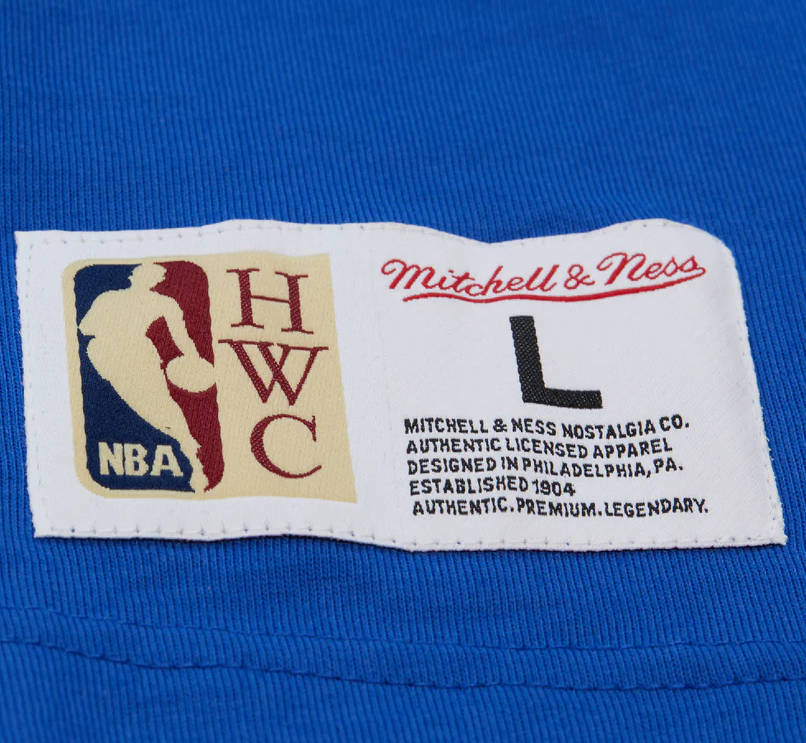 NBA
H
W
C
Mitchell & Ness
L
MITCHELL & NESS NOSTALGIA CO.
AUTHENTIC LICENSED APPAREL
DESIGNED IN PHILADELPHIA, PA.
ESTABLISHED 1904
AUTHENTIC.PREMIUM.LEGENDARY.